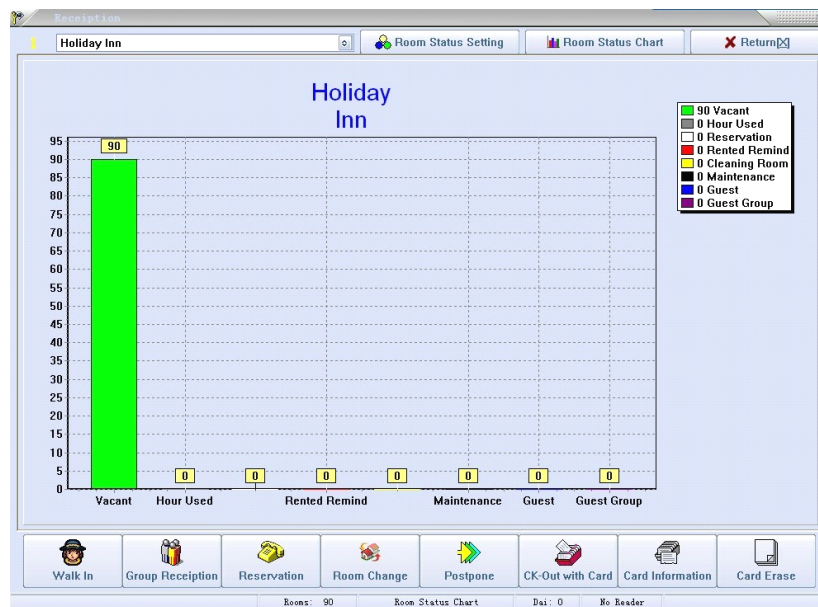 Receiption
Holiday Inn
Room Status Setting
Room Status Chart
Return[X]
Holiday
Inn
90 Vacant
0 Hour Used
0 Reservation
0 Rented Remind
0 Cleaning Room
0 Maintenance
0 Guest
0 Guest Group
95
90
85
80
75
70
65
60
55
50
45
40
35
30
25
20
15
10
5
0
90
0 0 0 0 0 0 0
Vacant Hour Used Rented Remind Maintenance Guest Guest Group
Walk In
Group Receiption
Reservation
Room Change
Postpone
CK-Out with Card
Card Information
Card Erase
Rooms: 90 Room Status Chart Dai: 0 No Reader